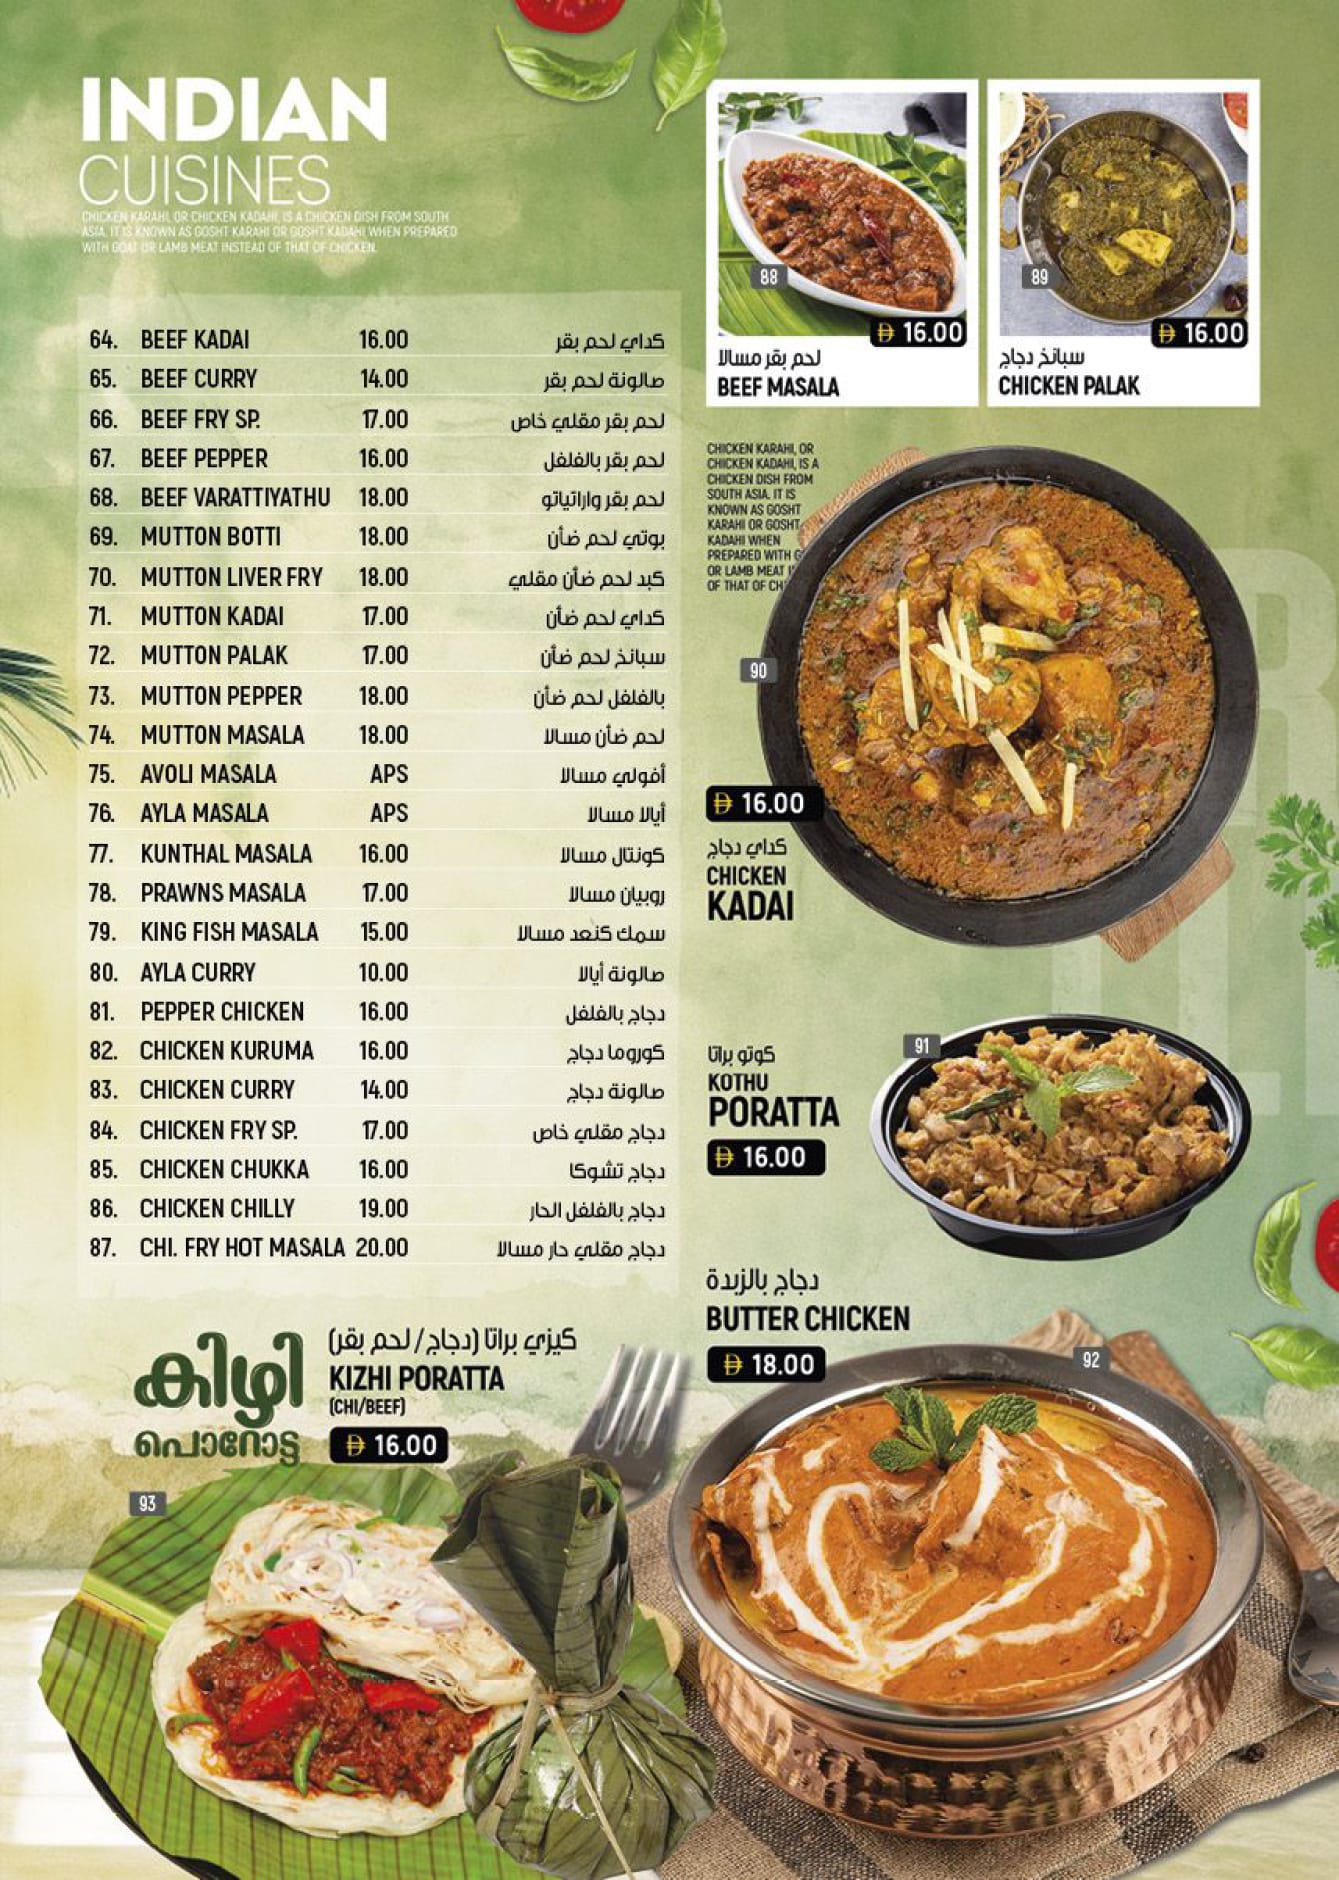 INDIAN
CUISINES
CHICKEN KARAHI, OR CHICKEN KADAHI, IS A CHICKEN DISH FROM SOUTH
ASIA. IT IS KNOWN AS GOSHT KARAHI OR GOSHT KADAHI WHEN PREPARED
WITH GOAT OR LAMB MEAT INSTEAD OF THAT OF CHICKEN.
64. BEEF KADAI 16.00 كداي لحم بقر
65. BEEF CURRY 14.00 صالونة لحم بقر
66. BEEF FRY SP. 17.00 لحم بقر مقلي خاص
67. BEEF PEPPER 16.00 لحم بقر بالفلفل
68. BEEF VARATTIYATHU 18.00 لحم بقر واراتياتو
69. MUTTON BOTTI 18.00 بوتي لحم ضأن
70. MUTTON LIVER FRY 18.00 كبد لحم ضأن مقلي
71. MUTTON KADAI 17.00 كداي لحم ضأن
72. MUTTON PALAK 17.00 سبانخ لحم ضأن
73. MUTTON PEPPER 18.00 بالفلفل لحم ضأن
74. MUTTON MASALA 18.00 لحم ضأن مسالا
75. AVOLI MASALA APS أفولي مسالا
76. AYLA MASALA APS أيالا مسالا
77. KUNTHAL MASALA 16.00 كونتال مسالا
78. PRAWNS MASALA 17.00 روبيان مسالا
79. KING FISH MASALA 15.00 سمك كنعد مسالا
80. AYLA CURRY 10.00 صالونة أيالا
81. PEPPER CHICKEN 16.00 دجاج بالفلفل
82. CHICKEN KURUMA 16.00 كوروما دجاج
83. CHICKEN CURRY 14.00 صالونة دجاج
84. CHICKEN FRY SP. 17.00 دجاج مقلي خاص
85. CHICKEN CHUKKA 16.00 دجاج تشوكا
86. CHICKEN CHILLY 19.00 دجاج بالفلفل الحار
87. CHI. FRY HOT MASALA 20.00 دجاج مقلي حار مسالا
88
16.00
لحم بقر مسالا
BEEF MASALA
89
16.00
سبانخ دجاج
CHICKEN PALAK
CHICKEN KARAHI, OR
CHICKEN KADAHI, IS A
CHICKEN DISH FROM
SOUTH ASIA. IT IS
KNOWN AS GOSHT
KARAHI OR GOSHT
KADAHI WHEN
PREPARED WITH
OR LAMB MEAT
OF THAT OF
90
16.00
كداي دجاج
CHICKEN
KADAI
91
كوتو براتا
KOTHU
PORATTA
16.00
دجاج بالزبدة
BUTTER CHICKEN
18.00
92
കിഴി
പൊറോട്ട
كيزي براتا (دجاج/لحم بقر)
KIZHI PORATTA
(CHI/BEEF)
16.00
93